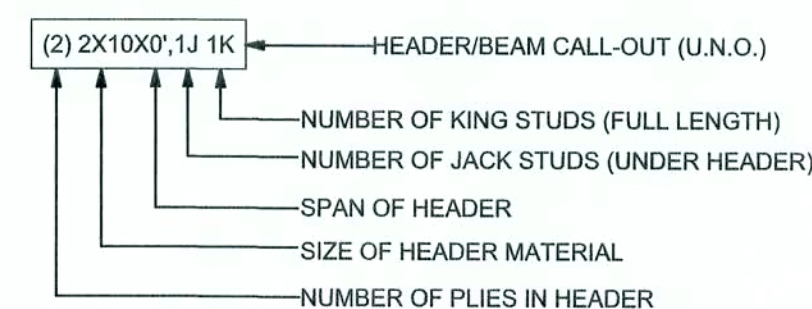 (2) 2X10X0',1J 1K
HEADER/BEAM CALL-OUT (U.N.O.)
NUMBER OF KING STUDS (FULL LENGTH)
NUMBER OF JACK STUDS (UNDER HEADER)
SPAN OF HEADER
SIZE OF HEADER MATERIAL
NUMBER OF PLIES IN HEADER